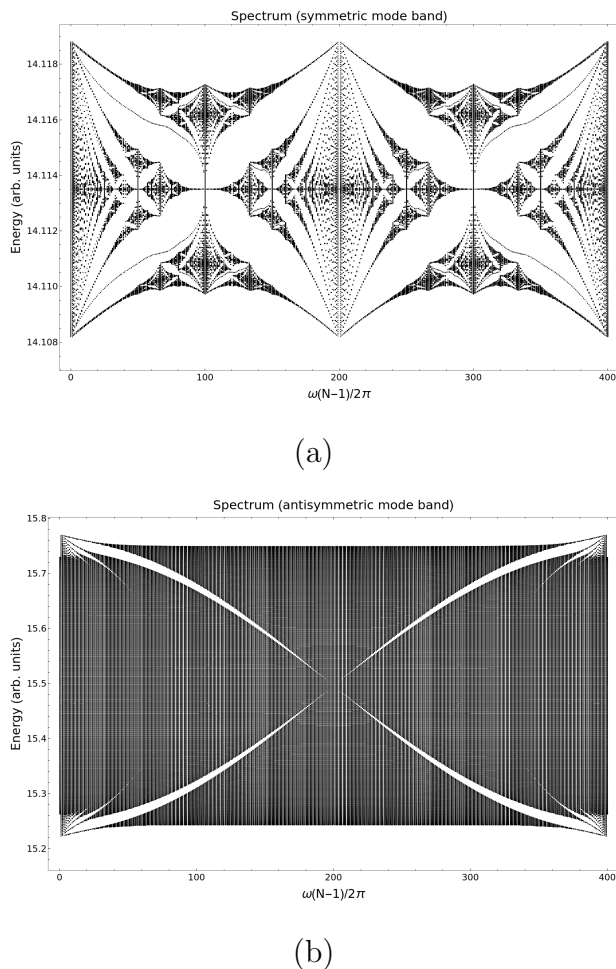 Spectrum (symmetric mode band)
14.118
14.116
14.114
14.112
14.110
14.108
Energy (arb. units)
0 100 200 300 400
ω(N−1)/2π
(a)
Spectrum (antisymmetric mode band)
15.8
15.7
15.6
15.5
15.4
15.3
15.2
Energy (arb. units)
0 100 200 300 400
ω(N−1)/2π
(b)